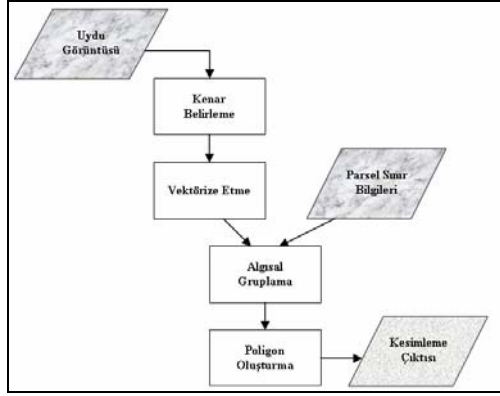 Uydu
Görüntüsü
Kenar
Belirleme
Vektörize Etme
Parsel Sınır
Bilgileri
Algısal
Gruplama
Poligon
Oluşturma
Kesimleme
Çıktısı